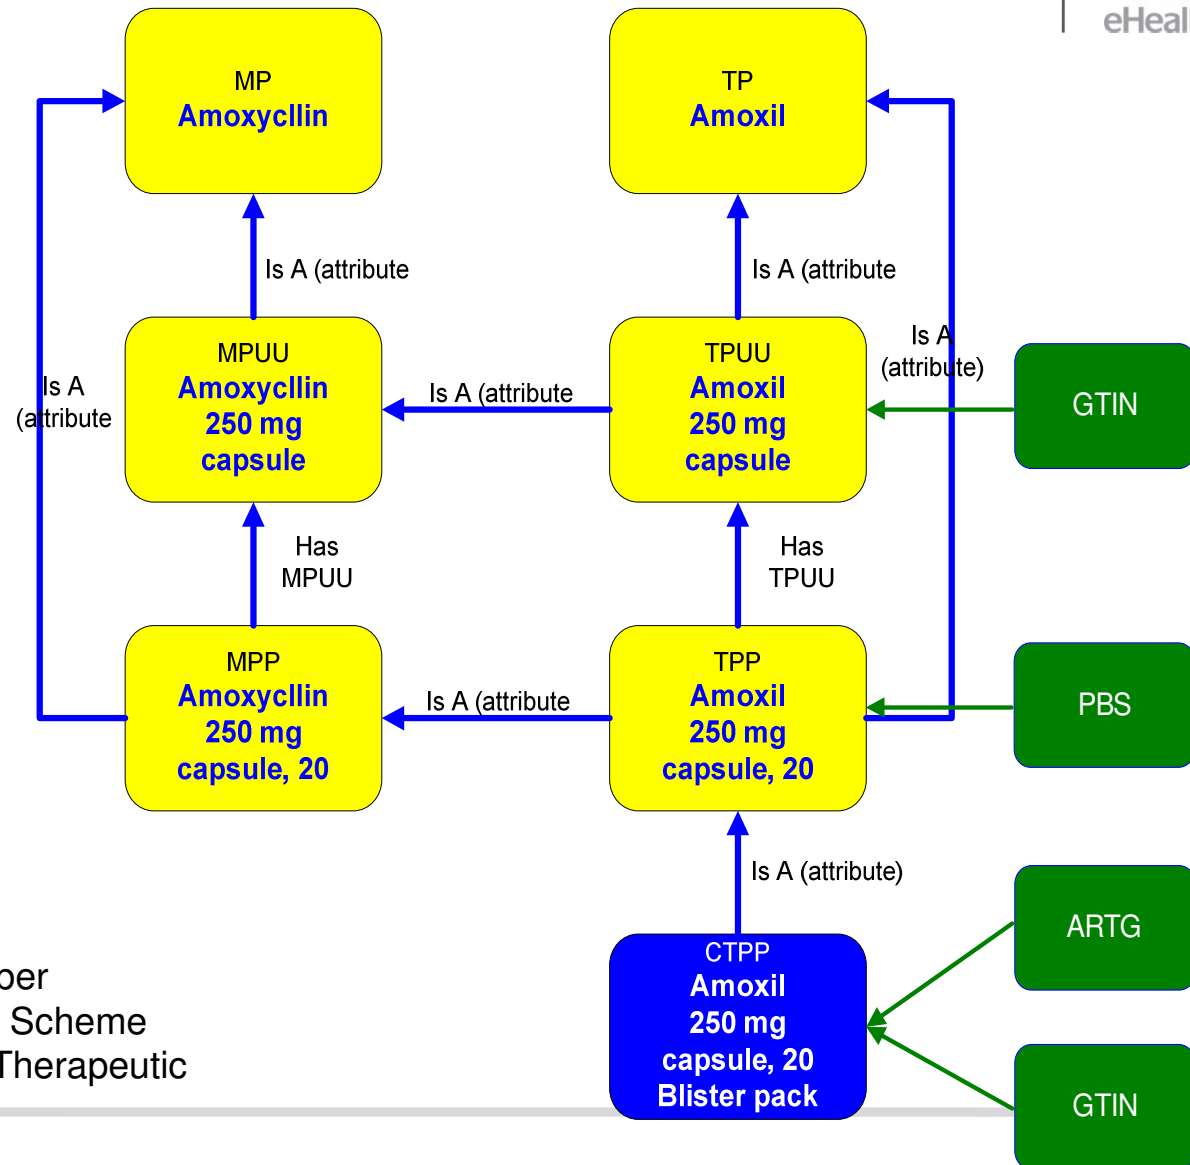 eHeal
MP
Amoxycllin
TP
Amoxil
Is A (attribute
Is A (attribute
MPUU
Amoxycllin
250 mg
capsule
Is A (attribute
TPUU
Amoxil
250 mg
capsule
Is A
(attribute)
GTIN
Is A
(attribute
Has
MPUU
Has
TPUU
MPP
Amoxycllin
250 mg
capsule, 20
Is A (attribute
TPP
Amoxil
250 mg
capsule, 20
PBS
Is A (attribute)
ARTG
CTPP
Amoxil
250 mg
capsule, 20
Blister pack
GTIN
ber
Scheme
Therapeutic